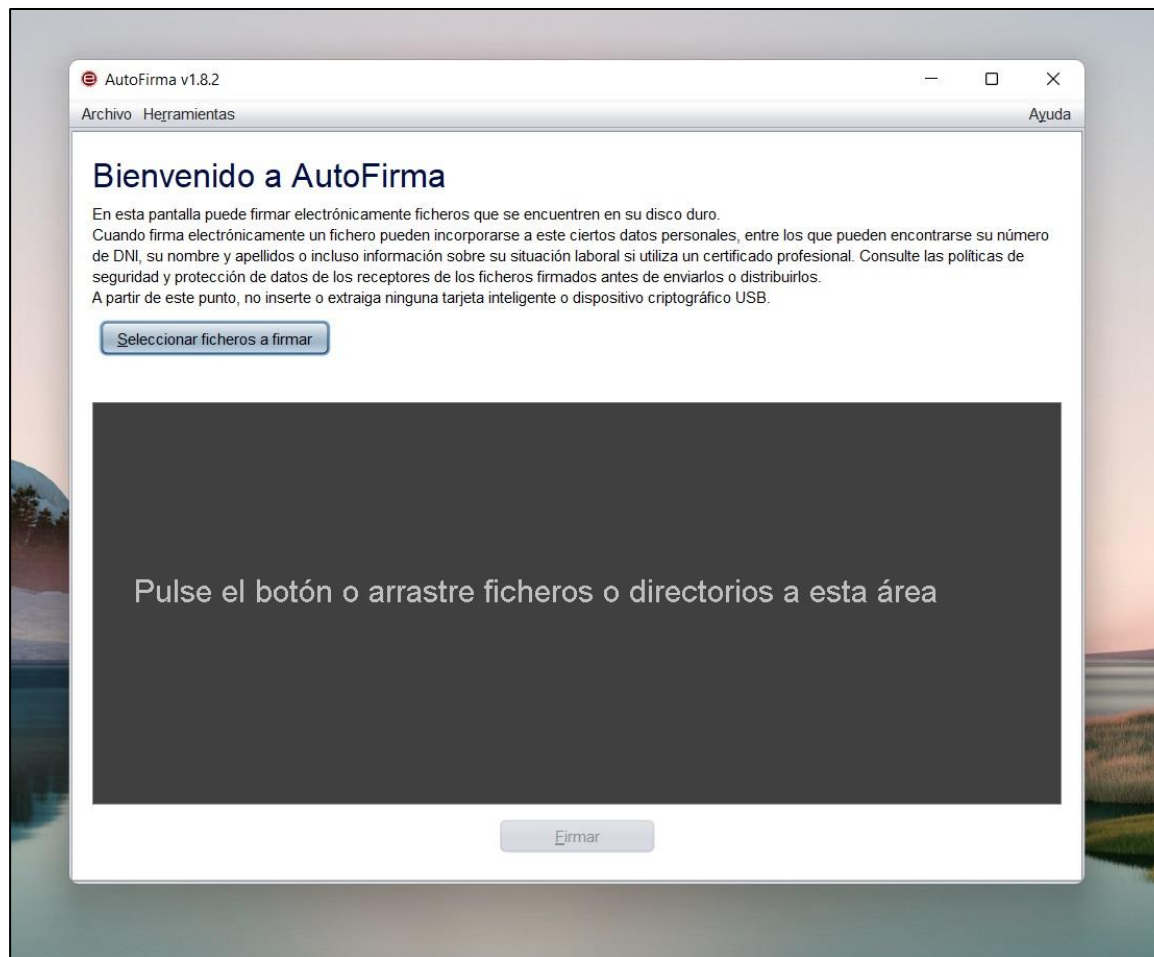 AutoFirma v1.8.2
Archivo Herramientas Ayuda
Bienvenido a AutoFirma
En esta pantalla puede firmar electrónicamente ficheros que se encuentren en su disco duro.
Cuando firma electrónicamente un fichero pueden incorporarse a este ciertos datos personales, entre los que pueden encontrarse su número
de DNI, su nombre y apellidos o incluso información sobre su situación laboral si utiliza un certificado profesional. Consulte las políticas de
seguridad y protección de datos de los receptores de los ficheros firmados antes de enviarlos o distribuirlos.
A partir de este punto, no inserte o extraiga ninguna tarjeta inteligente o dispositivo criptográfico USB.
Seleccionar ficheros a firmar
Pulse el botón o arrastre ficheros o directorios a esta área
Firmar